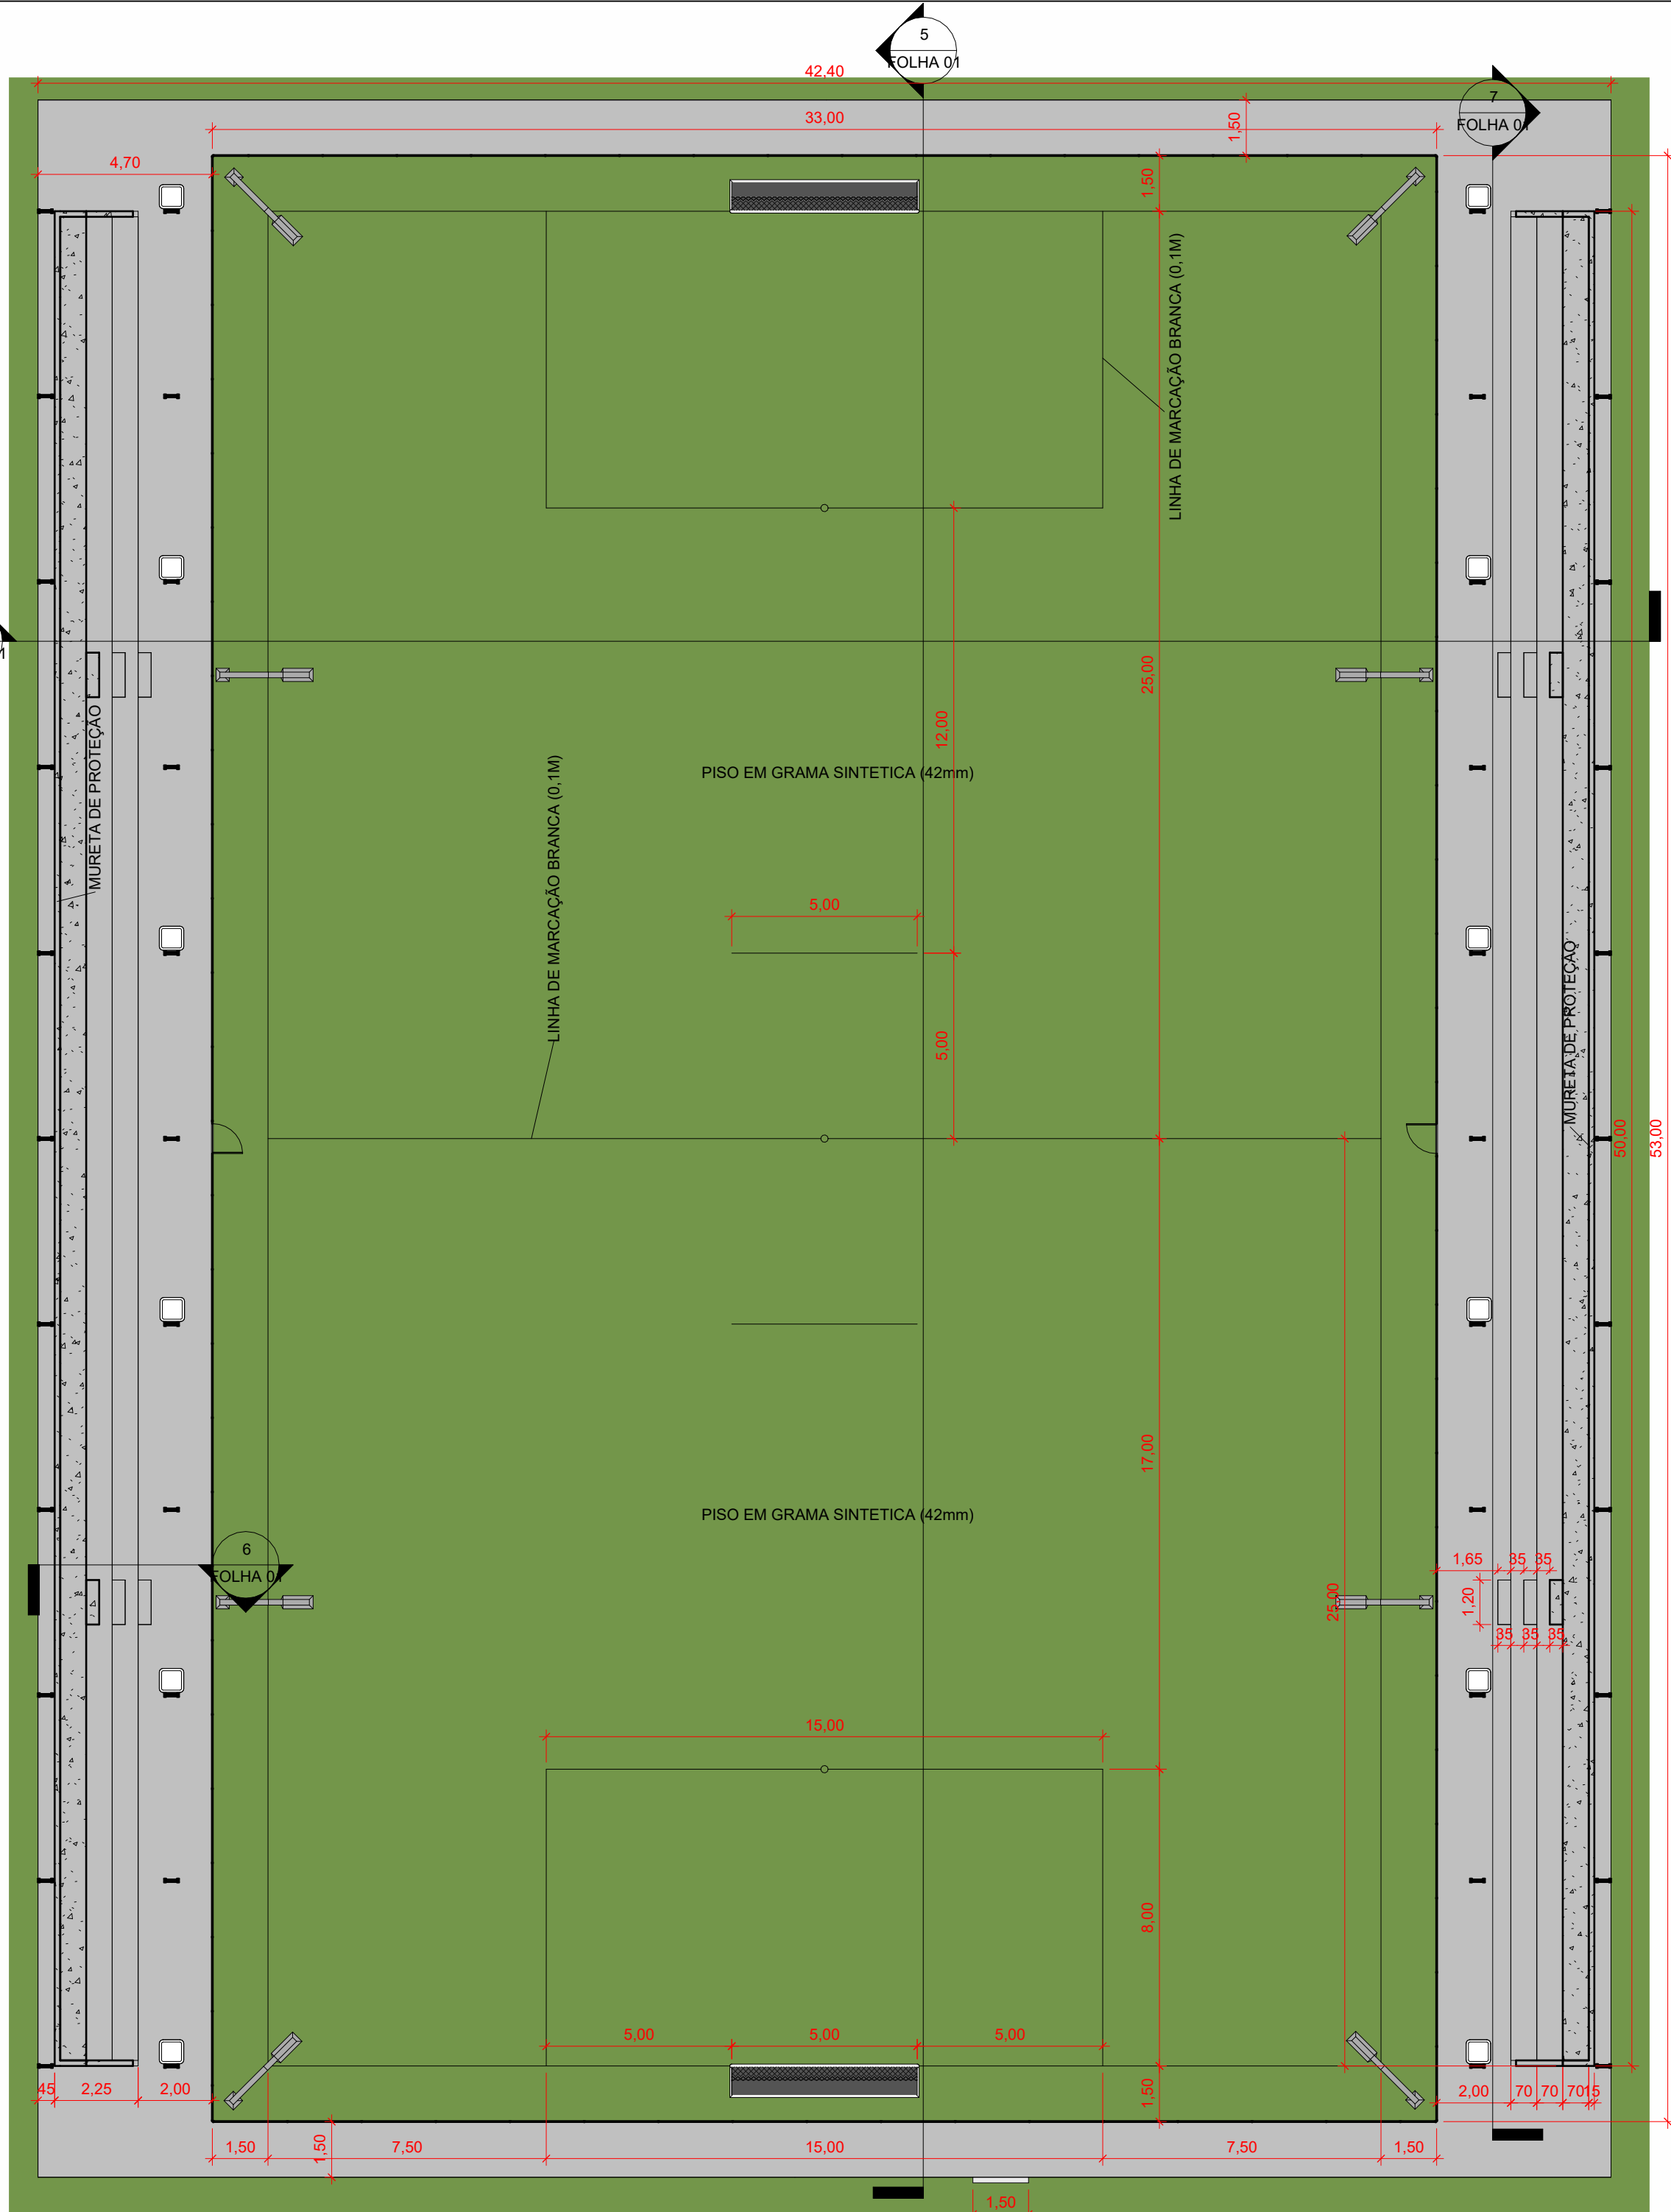 5
FOLHA 01
42,40
7
FOLHA 01
33,00
1,50
4,70
1,50
LINHA DE MARCAÇÃO BRANCA (0,1M)
25,00
12,00
MURETA DE PROTEÇÃO
PISO EM GRAMA SINTETICA (42mm)
LINHA DE MARCAÇÃO BRANCA (0,1M)
5,00
5,00
MURETA DE PROTEÇÃO
50,00
53,00
17,00
PISO EM GRAMA SINTETICA (42mm)
6
FOLHA 01
1,65 35 35
25,00
1,20
35 35 35
15,00
8,00
5,00 5,00 5,00
45 2,25 2,00
1,50
2,00 70 70 70 15
1,50 1,50 7,50 15,00 7,50 1,50
1,50